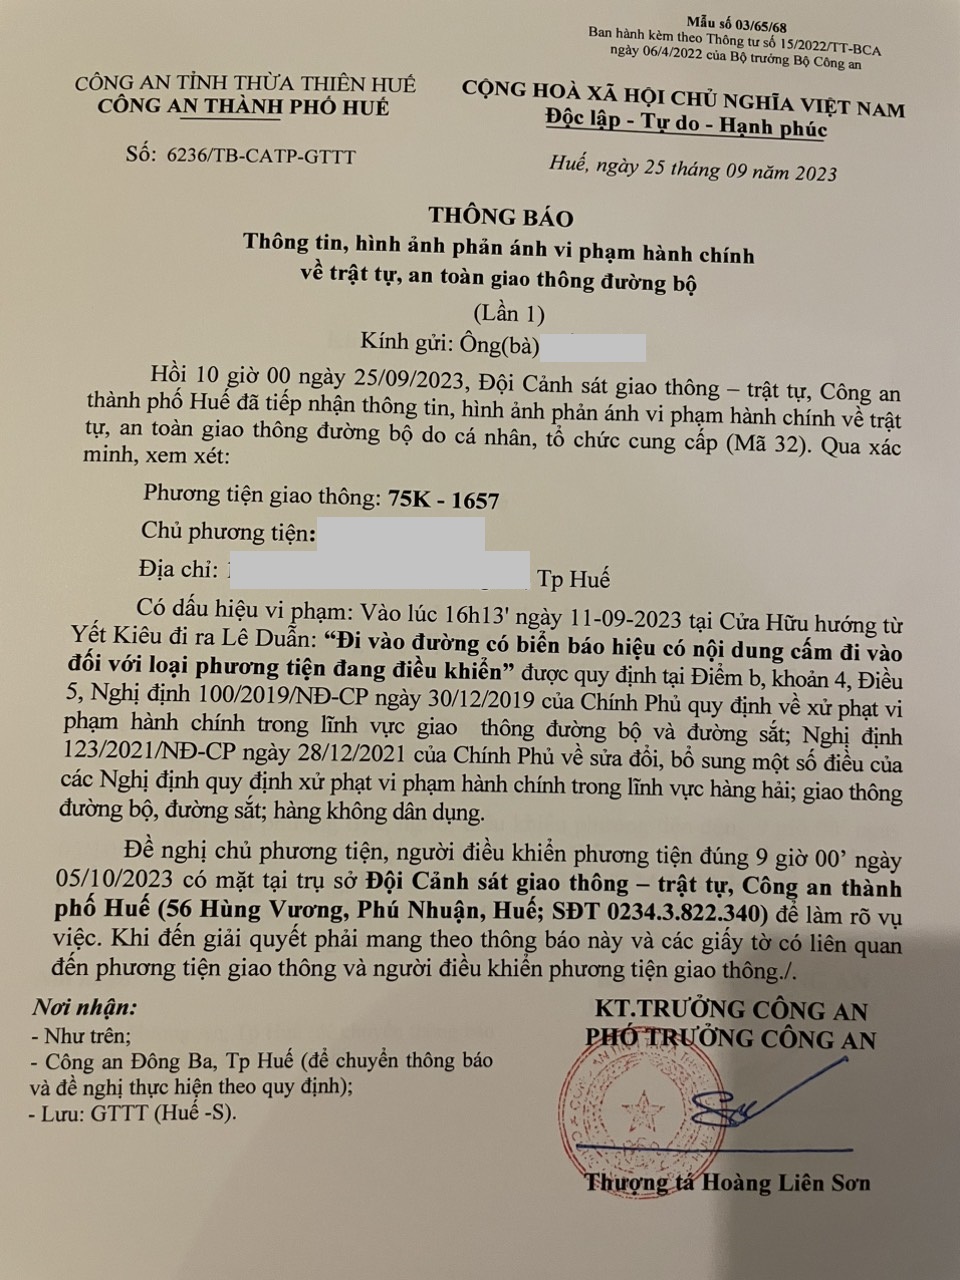 Mẫu số 03/65/68
Ban hành kèm theo Thông tư số 15/2022/TT-BCA
ngày 06/4/2022 của Bộ trưởng Bộ Công an
CÔNG AN TỈNH THỪA THIÊN HUẾ
CÔNG AN THÀNH PHỐ HUẾ
CỘNG HOÀ XÃ HỘI CHỦ NGHĨA VIỆT NAM
Độc lập - Tự do - Hạnh phúc
Số: 6236/TB-CATP-GTTT
Huế, ngày 25 tháng 09 năm 2023
THÔNG BÁO
Thông tin, hình ảnh phản ánh vi phạm hành chính
về trật tự, an toàn giao thông đường bộ
(Lần 1)
Kính gửi: Ông(bà)
Hồi 10 giờ 00 ngày 25/09/2023, Đội Cảnh sát giao thông – trật tự, Công an
thành phố Huế đã tiếp nhận thông tin, hình ảnh phản ánh vi phạm hành chính về trật
tự, an toàn giao thông đường bộ do cá nhân, tổ chức cung cấp (Mã 32). Qua xác
minh, xem xét:
Phương tiện giao thông: 75K - 1657
Chủ phương tiện:
Địa chỉ: Tp Huế
Có dấu hiệu vi phạm: Vào lúc 16h13' ngày 11-09-2023 tại Cửa Hữu hướng từ
Yết Kiêu đi ra Lê Duẫn: “Đi vào đường có biển báo hiệu có nội dung cấm đi vào
đối với loại phương tiện đang điều khiển” được quy định tại Điểm b, khoản 4, Điều
5, Nghị định 100/2019/NĐ-CP ngày 30/12/2019 của Chính Phủ quy định về xử phạt vi
phạm hành chính trong lĩnh vực giao thông đường bộ và đường sắt; Nghị định
123/2021/NĐ-CP ngày 28/12/2021 của Chính Phủ về sửa đổi, bổ sung một số điều của
các Nghị định quy định xử phạt vi phạm hành chính trong lĩnh vực hàng hải; giao thông
đường bộ, đường sắt; hàng không dân dụng.
Đề nghị chủ phương tiện, người điều khiển phương tiện đúng 9 giờ 00’ ngày
05/10/2023 có mặt tại trụ sở Đội Cảnh sát giao thông – trật tự, Công an thành
phố Huế (56 Hùng Vương, Phú Nhuận, Huế; SĐT 0234.3.822.340) để làm rõ vụ
việc. Khi đến giải quyết phải mang theo thông báo này và các giấy tờ có liên quan
đến phương tiện giao thông và người điều khiển phương tiện giao thông./.
Nơi nhận:
- Như trên;
- Công an Đông Ba, Tp Huế (để chuyển thông báo
và đề nghị thực hiện theo quy định);
- Lưu: GTTT (Huế -S).
KT.TRƯỞNG CÔNG AN
PHÓ TRƯỞNG CÔNG AN
Thượng tá Hoàng Liên Sơn